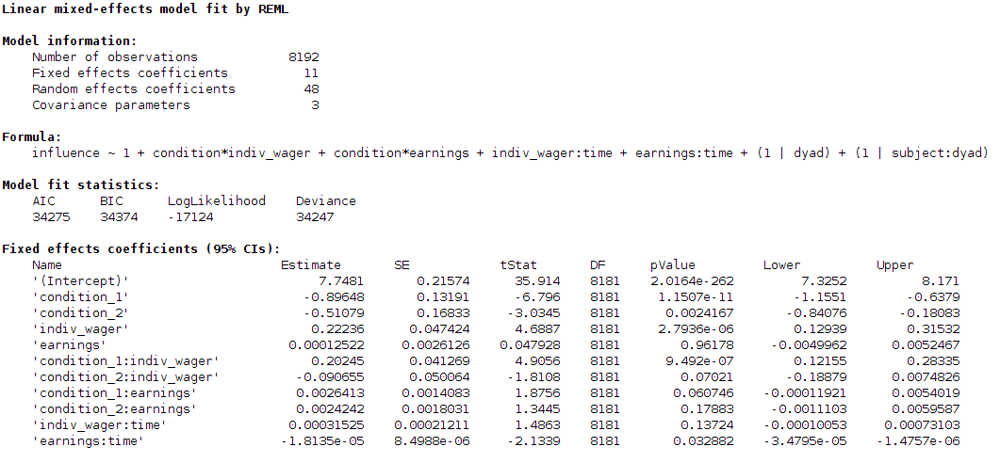 Linear mixed-effects model fit by REML
Model information:
Number of observations 8192
Fixed effects coefficients 11
Random effects coefficients 48
Covariance parameters 3
Formula:
influence ~ 1 + condition*indiv_wager + condition*earnings + indiv_wager:time + earnings:time + (1 | dyad) + (1 | subject:dyad)
Model fit statistics:
AIC BIC LogLikelihood Deviance
34275 34374 -17124 34247
Fixed effects coefficients (95% CIs):
Name Estimate SE tStat DF pValue Lower Upper
'(Intercept)' 7.7481 0.21574 35.914 8181 2.0164e-262 7.3252 8.171
'condition_1' -0.89648 0.13191 -6.796 8181 1.1507e-11 -1.1551 -0.6379
'condition_2' -0.51079 0.16833 -3.0345 8181 0.0024167 -0.84076 -0.18083
'indiv_wager' 0.22236 0.047424 4.6887 8181 2.7936e-06 0.12939 0.31532
'earnings' 0.00012522 0.0026126 0.047928 8181 0.96178 -0.0049962 0.0052467
'condition_1:indiv_wager' 0.20245 0.041269 4.9056 8181 9.492e-07 0.12155 0.28335
'condition_2:indiv_wager' -0.090655 0.050064 -1.8108 8181 0.07021 -0.18879 0.0074826
'condition_1:earnings' 0.0026413 0.0014083 1.8756 8181 0.060746 -0.00011921 0.0054019
'condition_2:earnings' 0.0024242 0.0018031 1.3445 8181 0.17883 -0.0011103 0.0059587
'indiv_wager:time' 0.00031525 0.00021211 1.4863 8181 0.13724 -0.00010053 0.00073103
'earnings:time' -1.8135e-05 8.4988e-06 -2.1339 8181 0.032882 -3.4795e-05 -1.4757e-06